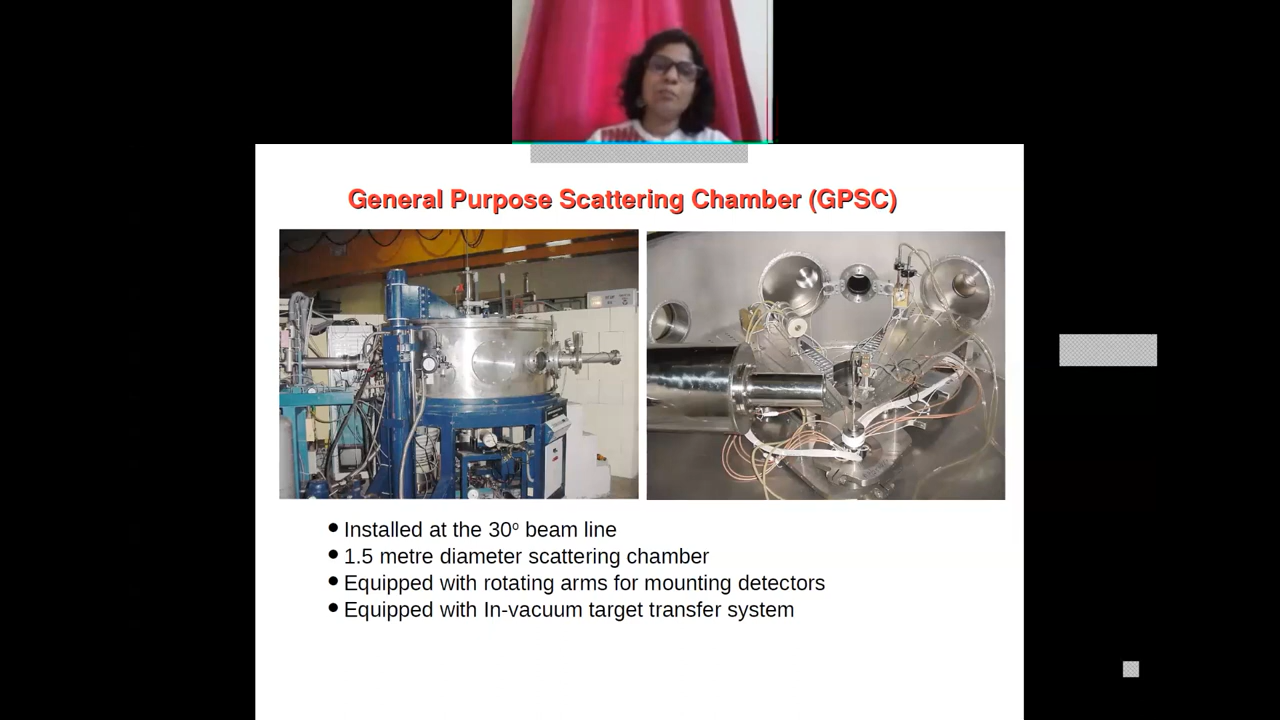 General Purpose Scattering Chamber (GPSC)
● Installed at the 30º beam line
● 1.5 metre diameter scattering chamber
● Equipped with rotating arms for mounting detectors
● Equipped with In-vacuum target transfer system